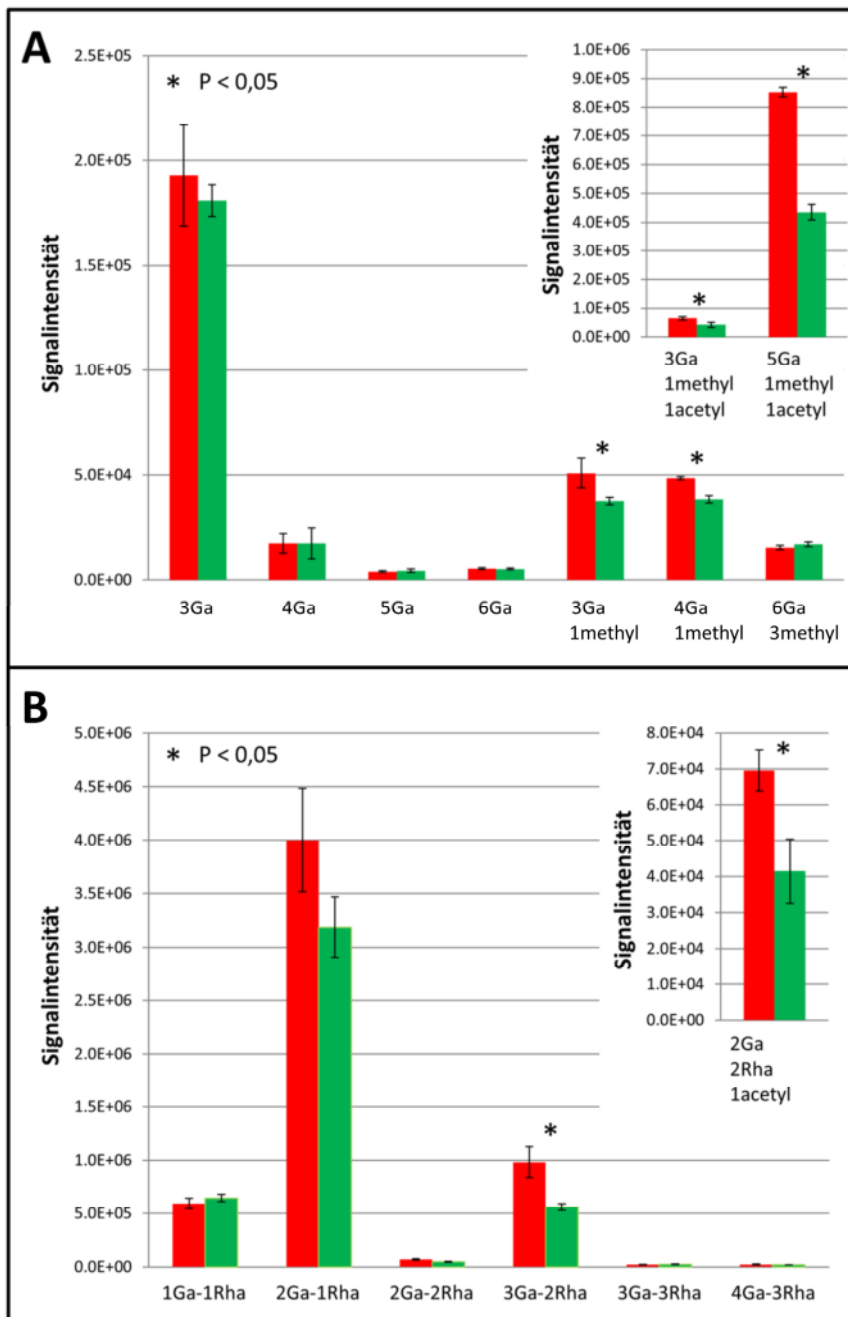 A
* P < 0,05
Signalintensität
2.5E+05
2.0E+05
1.5E+05
1.0E+05
5.0E+04
0.0E+00
3Ga 4Ga 5Ga 6Ga 3Ga 4Ga 6Ga
1methyl 1methyl 3methyl
* *
Signalintensität
1.0E+06
9.0E+05
8.0E+05
7.0E+05
6.0E+05
5.0E+05
4.0E+05
3.0E+05
2.0E+05
1.0E+05
0.0E+00
* *
3Ga 5Ga
1methyl 1methyl
1acetyl 1acetyl
B
* P < 0,05
Signalintensität
5.0E+06
4.5E+06
4.0E+06
3.5E+06
3.0E+06
2.5E+06
2.0E+06
1.5E+06
1.0E+06
5.0E+05
0.0E+00
*
1Ga-1Rha 2Ga-1Rha 2Ga-2Rha 3Ga-2Rha 3Ga-3Rha 4Ga-3Rha
Signalintensität
8.0E+04
7.0E+04
6.0E+04
5.0E+04
4.0E+04
3.0E+04
2.0E+04
1.0E+04
0.0E+00
*
2Ga
2Rha
1acetyl